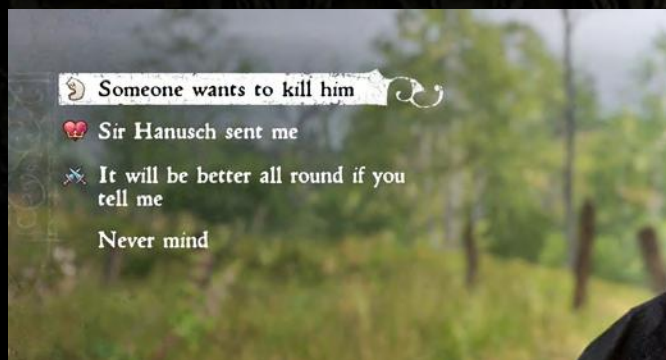 Someone wants to kill him
Sir Hanusch sent me
It will be better all round if you
tell me
Never mind